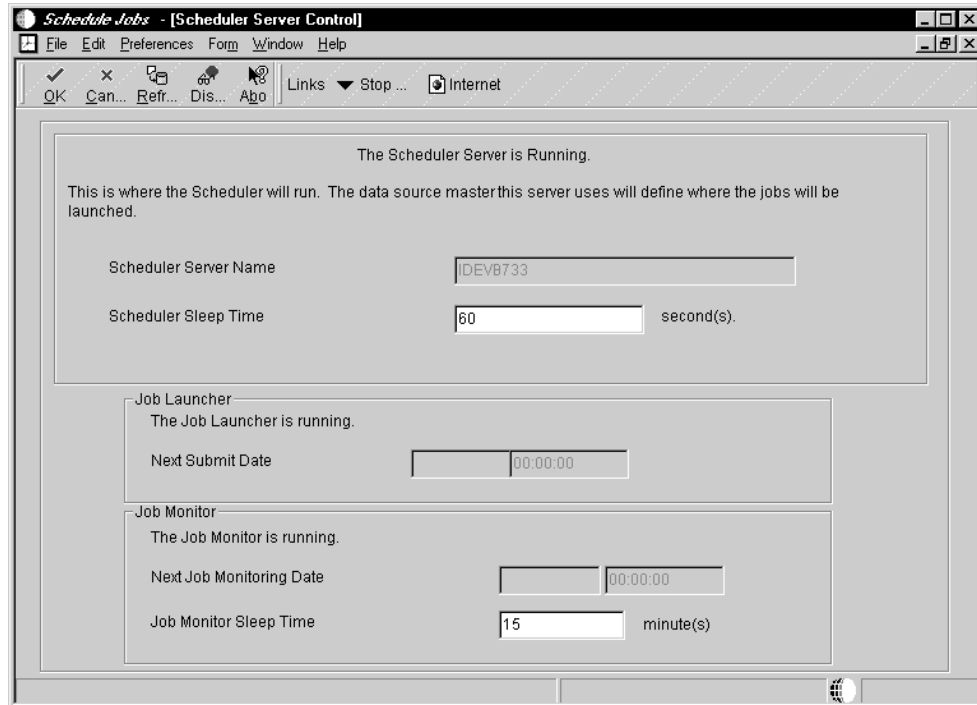 Schedule Jobs - [Scheduler Server Control]
File Edit Preferences Form Window Help
OK Can... Refr... Dis... Abo Links Stop ... Internet
The Scheduler Server is Running.
This is where the Scheduler will run. The data source master this server uses will define where the jobs will be
launched.
Scheduler Server Name IDEVB733
Scheduler Sleep Time 60 second(s).
Job Launcher
The Job Launcher is running.
Next Submit Date 00:00:00
Job Monitor
The Job Monitor is running.
Next Job Monitoring Date 00:00:00
Job Monitor Sleep Time 15 minute(s)